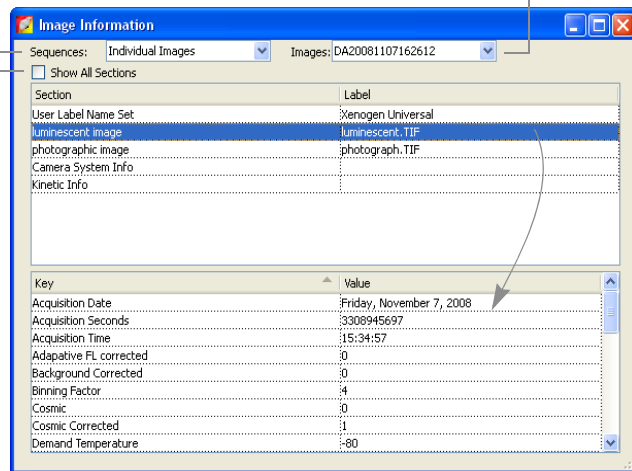 Image Information
Sequences: Individual Images Images: DA20081107162612
Show All Sections
Section Label
User Label Name Set Xenogen Universal
luminescent image luminescent.TIF
photographic image photograph.TIF
Camera System Info
Kinetic Info
Key Value
Acquisition Date Friday, November 7, 2008
Acquisition Seconds 3308945697
Acquisition Time 15:34:57
Adapative FL corrected 0
Background Corrected 0
Binning Factor 4
Cosmic 0
Cosmic Corrected 1
Demand Temperature -80